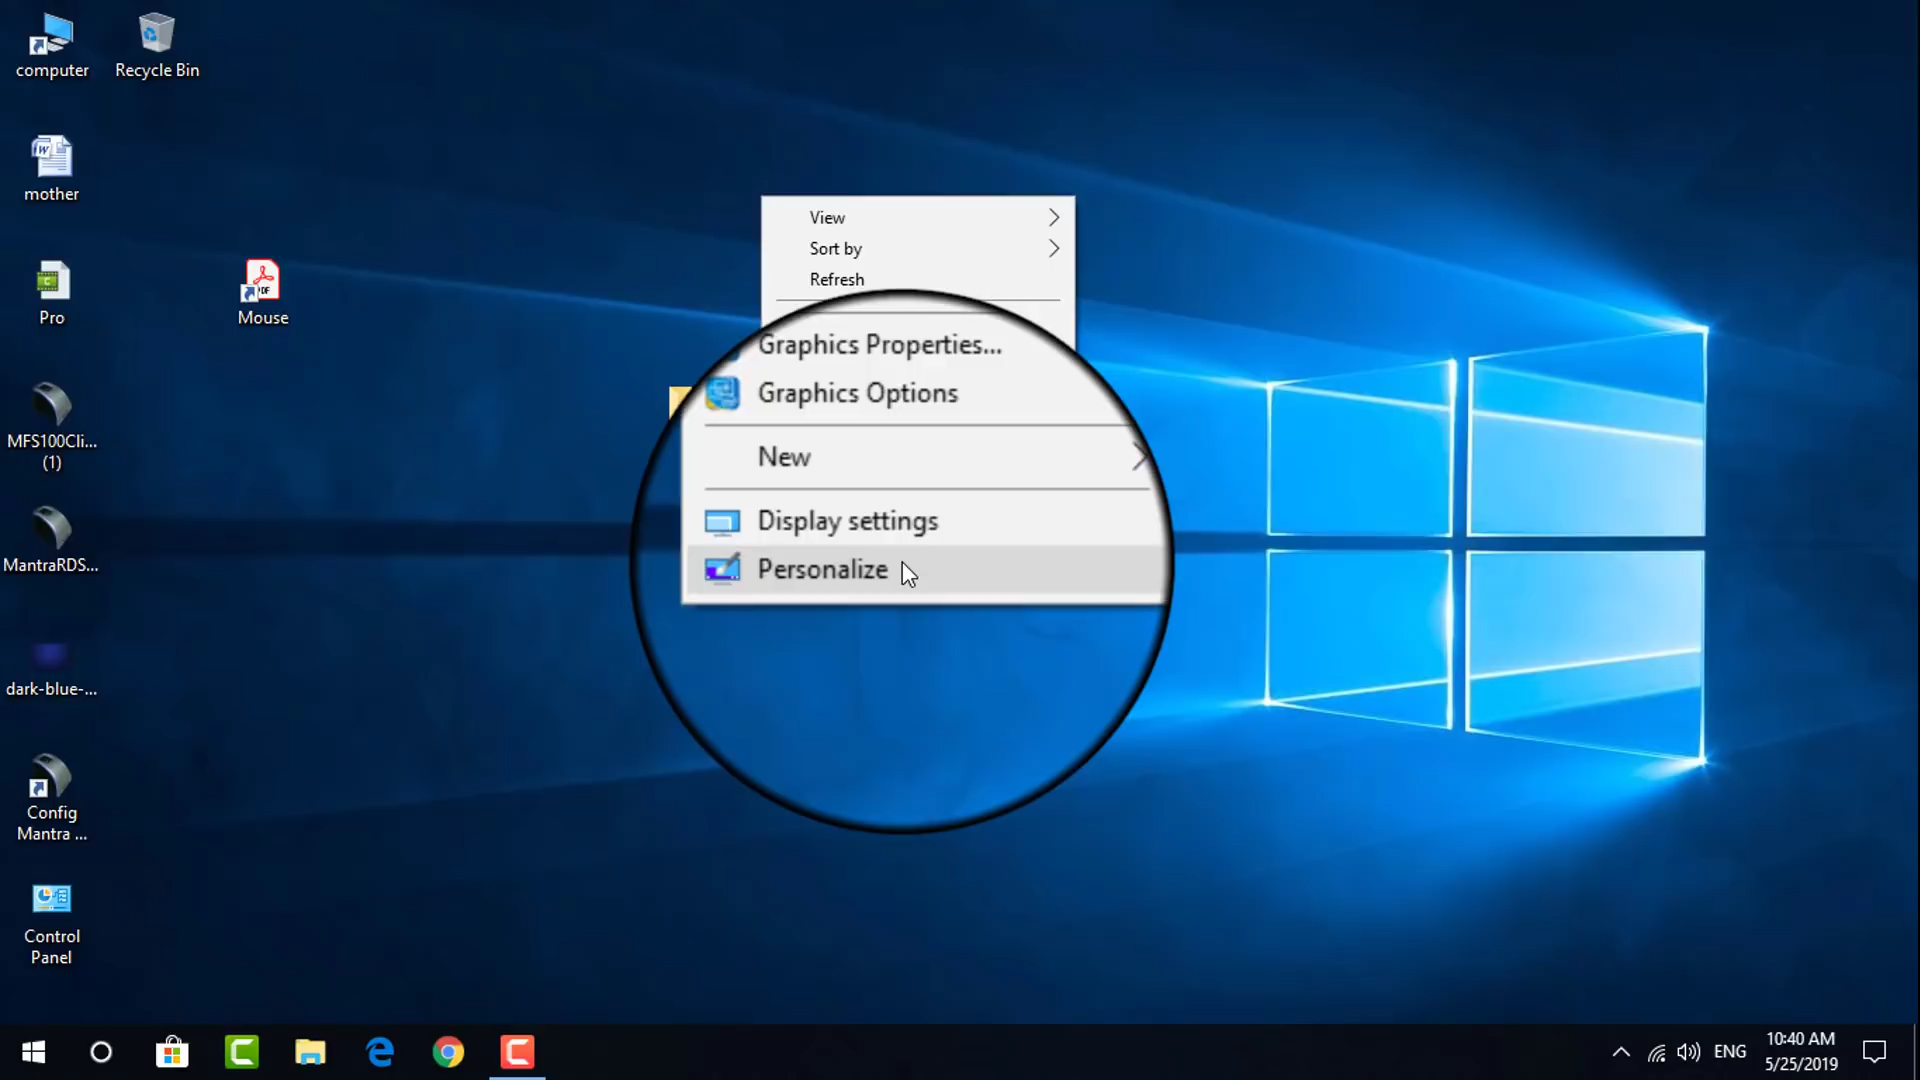 computer
Recycle Bin
mother
Pro
Mouse
MFS100Cli...
(1)
MantraRDS...
dark-blue-...
Config
Mantra ...
Control
Panel
View
Sort by
Refresh
Graphics Properties...
Graphics Options
New
Display settings
Personalize
ENG
10:40 AM
5/25/2019